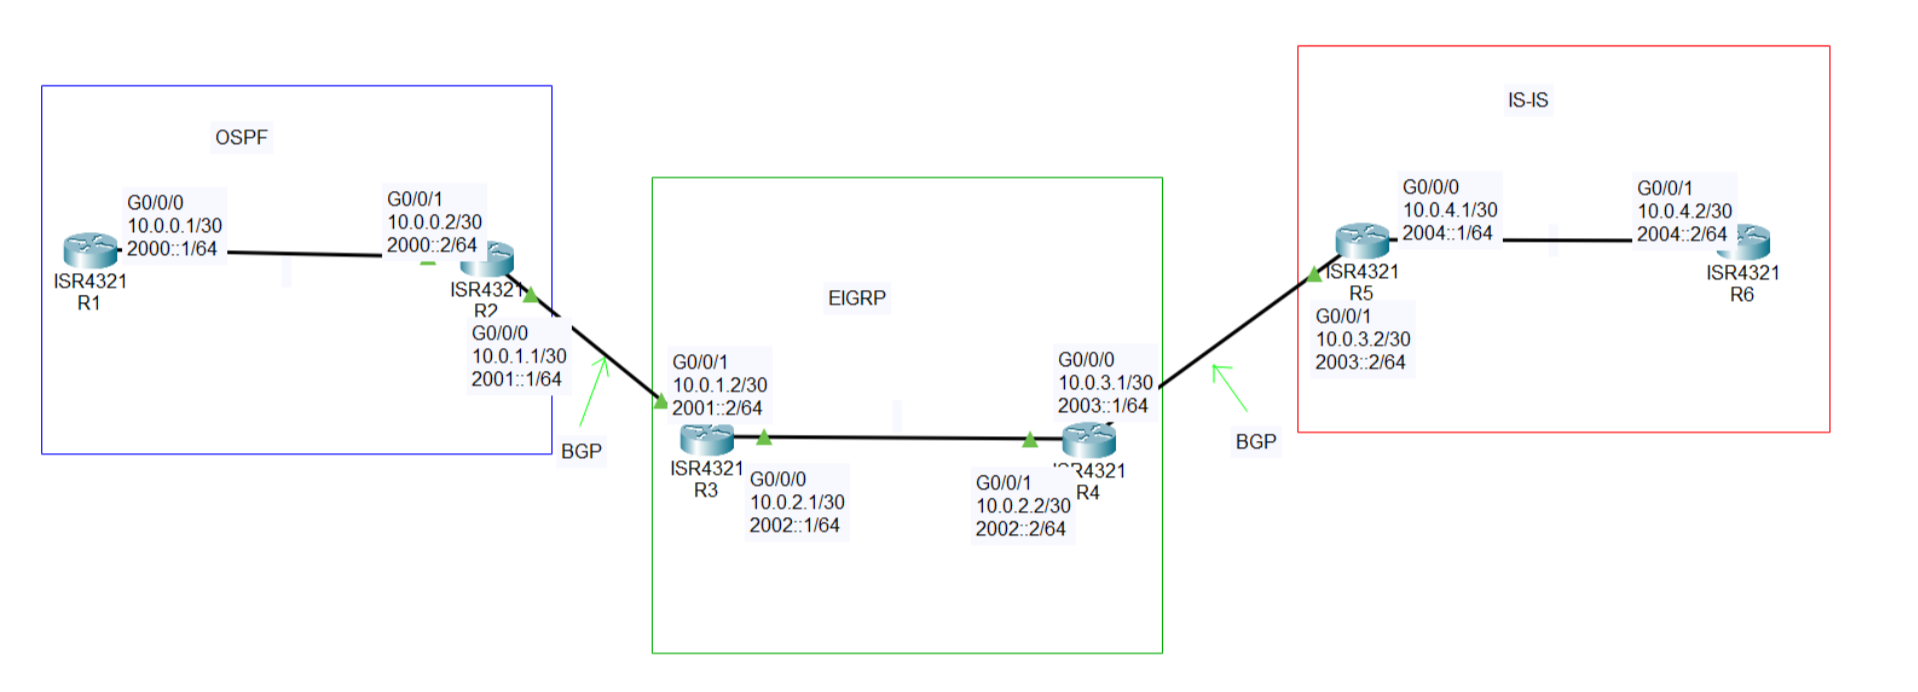 OSPF
G0/0/0
10.0.0.1/30
2000::1/64
ISR4321
R1
G0/0/1
10.0.0.2/30
2000::2/64
ISR4321
R2
G0/0/0
10.0.1.1/30
2001::1/64
BGP
EIGRP
G0/0/1
10.0.1.2/30
2001::2/64
ISR4321
R3
G0/0/0
10.0.2.1/30
2002::1/64
G0/0/0
10.0.3.1/30
2003::1/64
ISR4321
R4
G0/0/1
10.0.2.2/30
2002::2/64
BGP
IS-IS
G0/0/0
10.0.4.1/30
2004::1/64
ISR4321
R5
G0/0/1
10.0.3.2/30
2003::2/64
G0/0/1
10.0.4.2/30
2004::2/64
ISR4321
R6